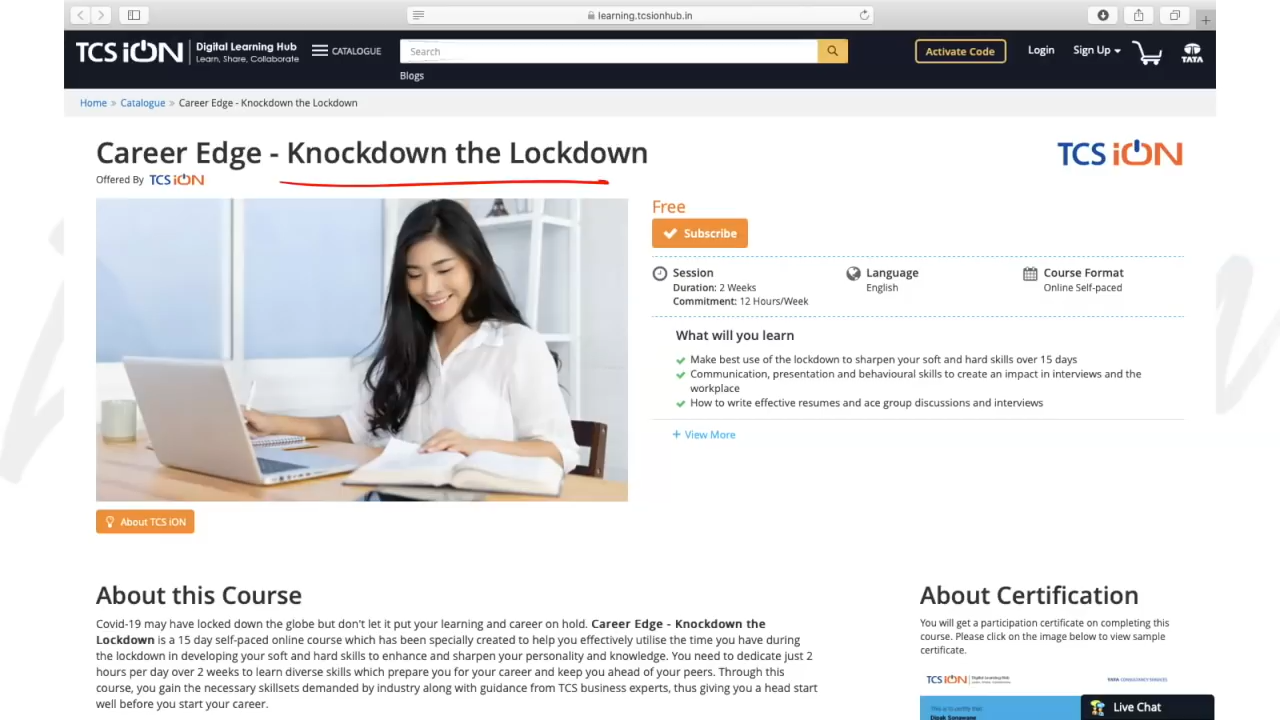 learning.tcsionhub.in
TCS iON Digital Learning Hub
Learn, Share, Collaborate
CATALOGUE
Search
Activate Code
Login
Sign Up
TATA
Blogs
Home » Catalogue » Career Edge - Knockdown the Lockdown
Career Edge - Knockdown the Lockdown
Offered By TCS iON
TCS iON
Free
Subscribe
Session
Duration: 2 Weeks
Commitment: 12 Hours/Week
Language
English
Course Format
Online Self-paced
What will you learn
Make best use of the lockdown to sharpen your soft and hard skills over 15 days
Communication, presentation and behavioural skills to create an impact in interviews and the
workplace
How to write effective resumes and ace group discussions and interviews
+ View More
About TCS iON
About this Course
Covid-19 may have locked down the globe but don't let it put your learning and career on hold. Career Edge - Knockdown the
Lockdown is a 15 day self-paced online course which has been specially created to help you effectively utilise the time you have during
the lockdown in developing your soft and hard skills to enhance and sharpen your personality and knowledge. You need to dedicate just 2
hours per day over 2 weeks to learn diverse skills which prepare you for your career and keep you ahead of your peers. Through this
course, you gain the necessary skillsets demanded by industry along with guidance from TCS business experts, thus giving you a head start
well before you start your career.
About Certification
You will get a participation certificate on completing this
course. Please click on the image below to view sample
certificate.
TCS iON Digital Learning Hub
TATA CONSULTANCY SERVICES
This is to certify that
Dipak Sonawane
Live Chat